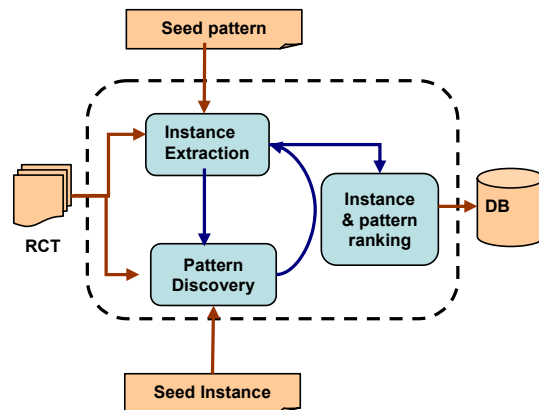 Seed pattern
Instance
Extraction
Instance
& pattern
ranking
DB
RCT
Pattern
Discovery
Seed Instance